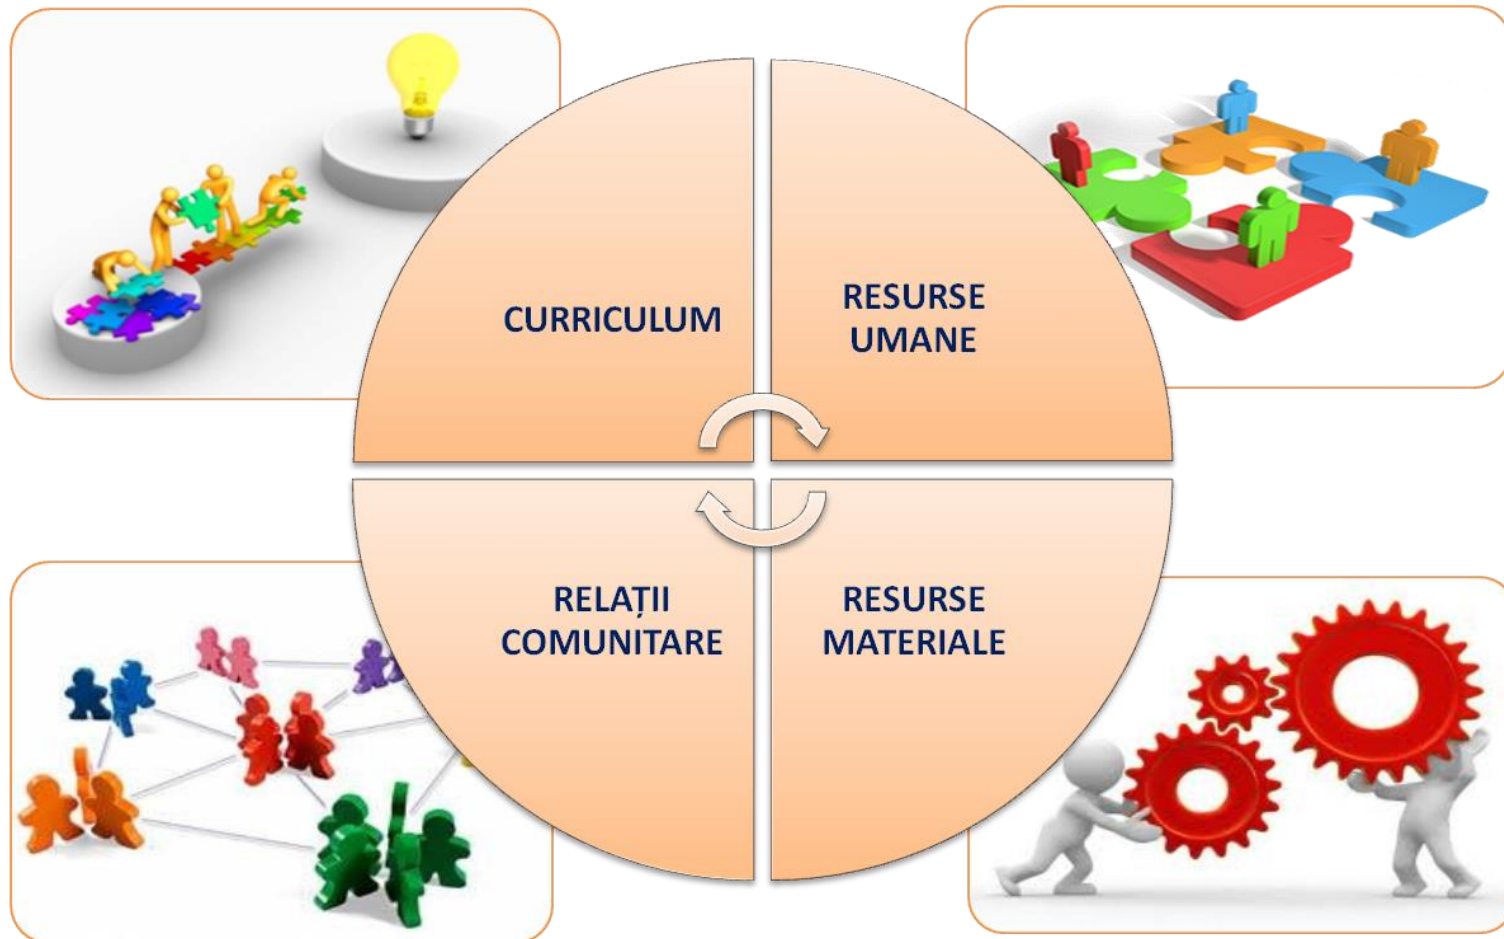 CURRICULUM
RESURSE
UMANE
RELAȚII
COMUNITARE
RESURSE
MATERIALE